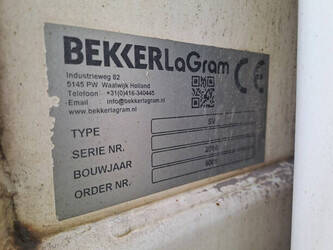 BEKKERLaGram CE
Industrieweg 82
5145 PW Waalwijk Holland
Telefoon : +31(0)416-340445
Email : info@bekkerlagram.nl
www.bekkerlagram.nl
TYPE
SERIE NR.
BOUWJAAR
ORDER NR.